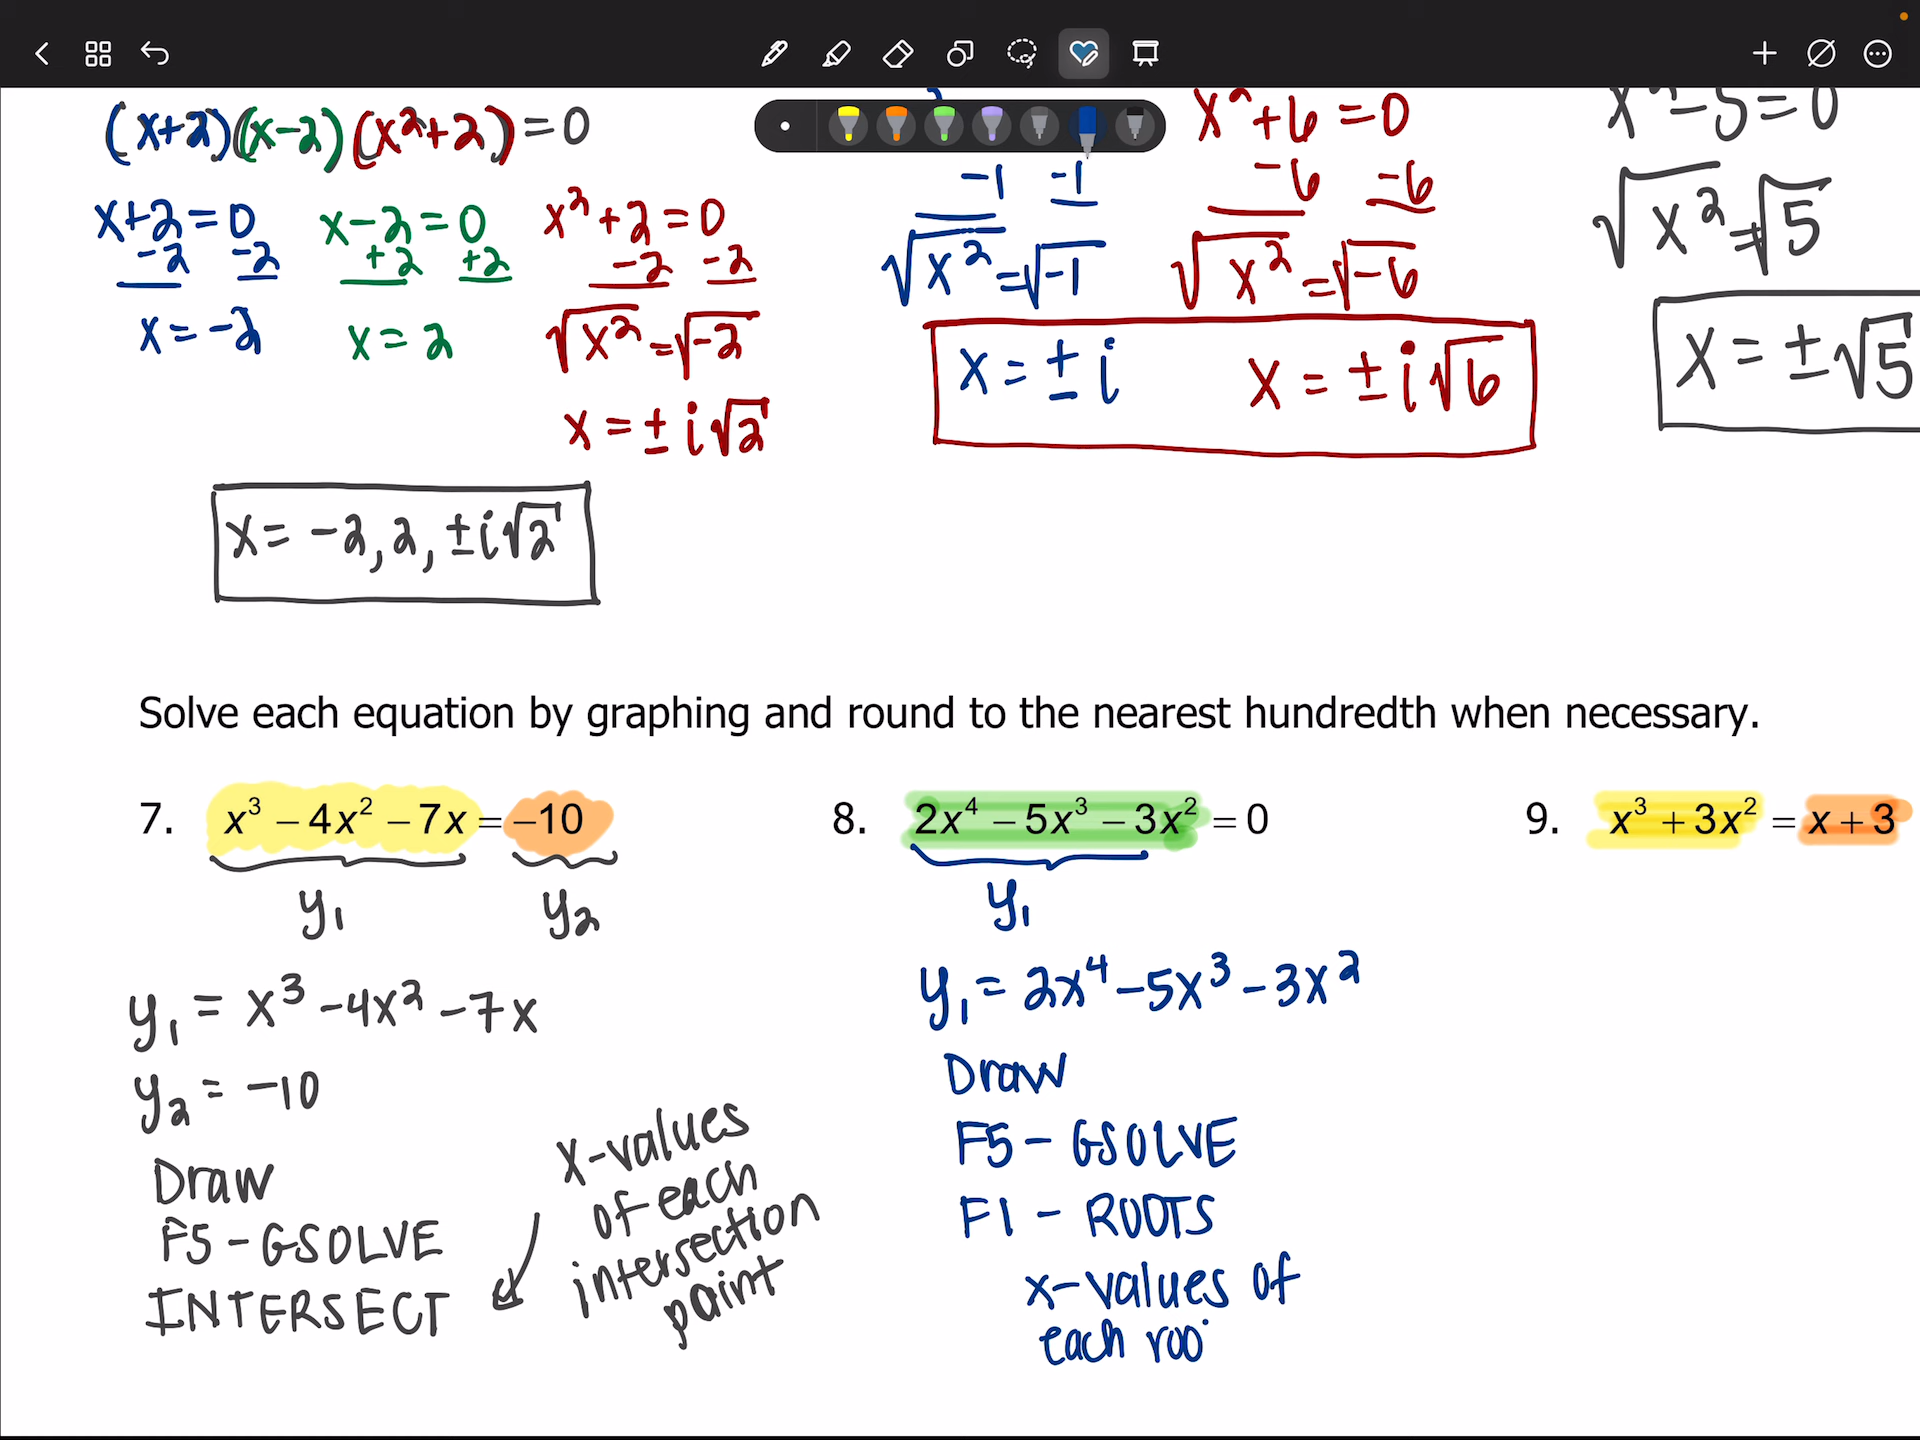 (x+2)(x-2)(x²+2)=0
x+2=0
-2 -2
x=-2
x-2=0
+2 +2
x=2
x²+2=0
-2 -2
√x²=√-2
x=±i√2
x=-2,2,±i√2
-1 -1
√x²=√-1
x=±i
x²+6=0
-6 -6
√x²=√-6
x=±i√6
x²-5=0
√x²=√5
x=±√5
Solve each equation by graphing and round to the nearest hundredth when necessary.
7. x³ − 4x² − 7x = −10
y₁ y₂
y₁ = x³ -4x² -7x
y₂ = -10
Draw
F5-GSOLVE
INTERSECT
x-values
of each
intersection
point
8. 2x⁴ − 5x³ − 3x² = 0
y₁
y₁= 2x⁴-5x³-3x²
Draw
F5- GSOLVE
F1 - ROOTS
x-values of
each roo
9. x³ + 3x² = x + 3